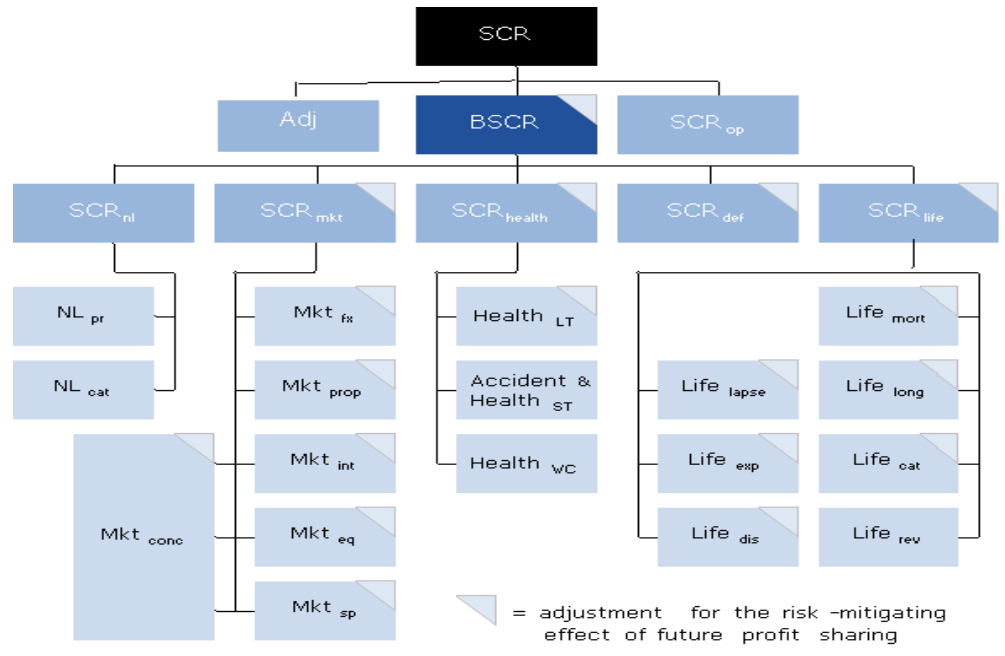 SCR
Adj
BSCR
SCR op
SCR nl
SCR mkt
SCR health
SCR def
SCR life
NL pr
Mkt fx
Health LT
Life mort
NL cat
Mkt prop
Accident &
Health ST
Life lapse
Life long
Mkt conc
Mkt int
Health WC
Life exp
Life cat
Mkt eq
Life dis
Life rev
Mkt sp
= adjustment for the risk -mitigating
effect of future profit sharing